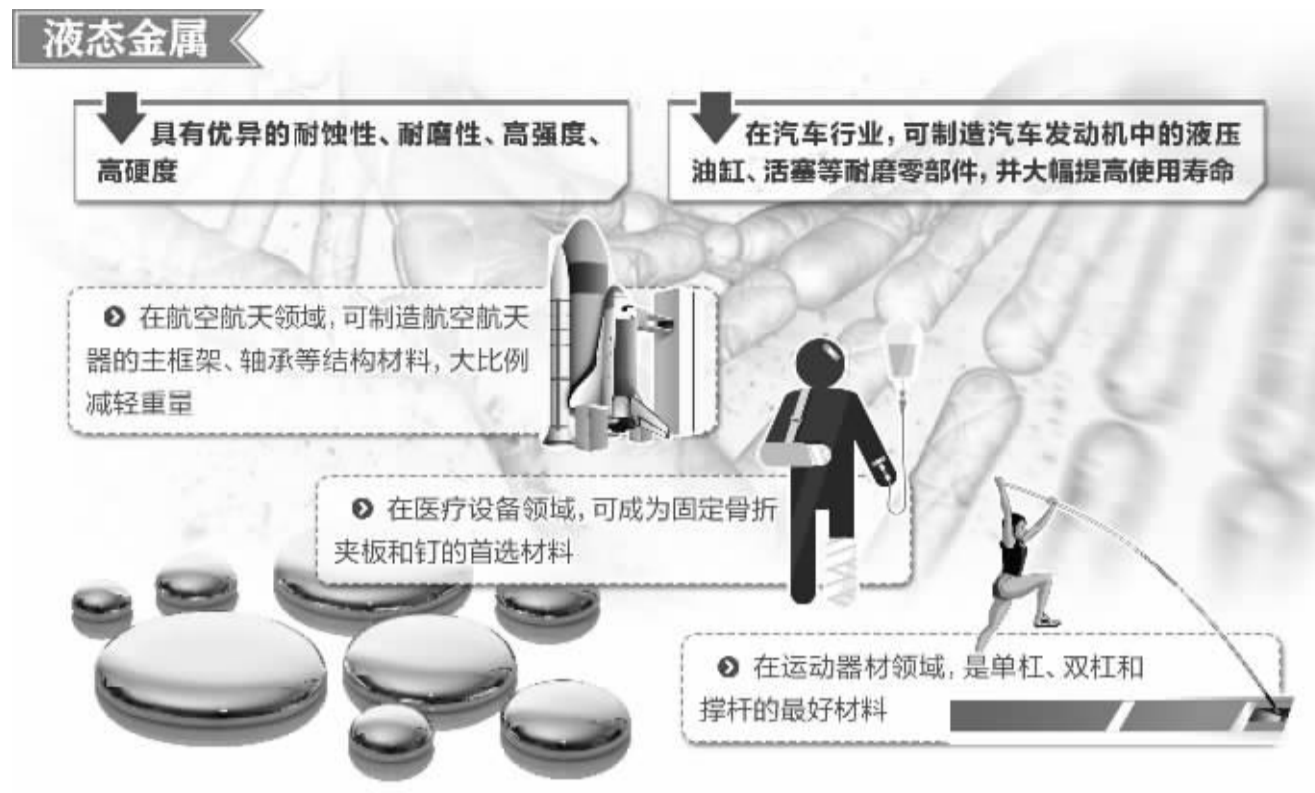 液态金属
具有优异的耐蚀性、耐磨性、高强度、
高硬度
在汽车行业，可制造汽车发动机中的液压
油缸、活塞等耐磨零部件，并大幅提高使用寿命
在航空航天领域，可制造航空航天
器的主框架、轴承等结构材料，大比例
减轻重量
在医疗设备领域，可成为固定骨折
夹板和钉的首选材料
在运动器材领域，是单杠、双杠和
撑杆的最好材料